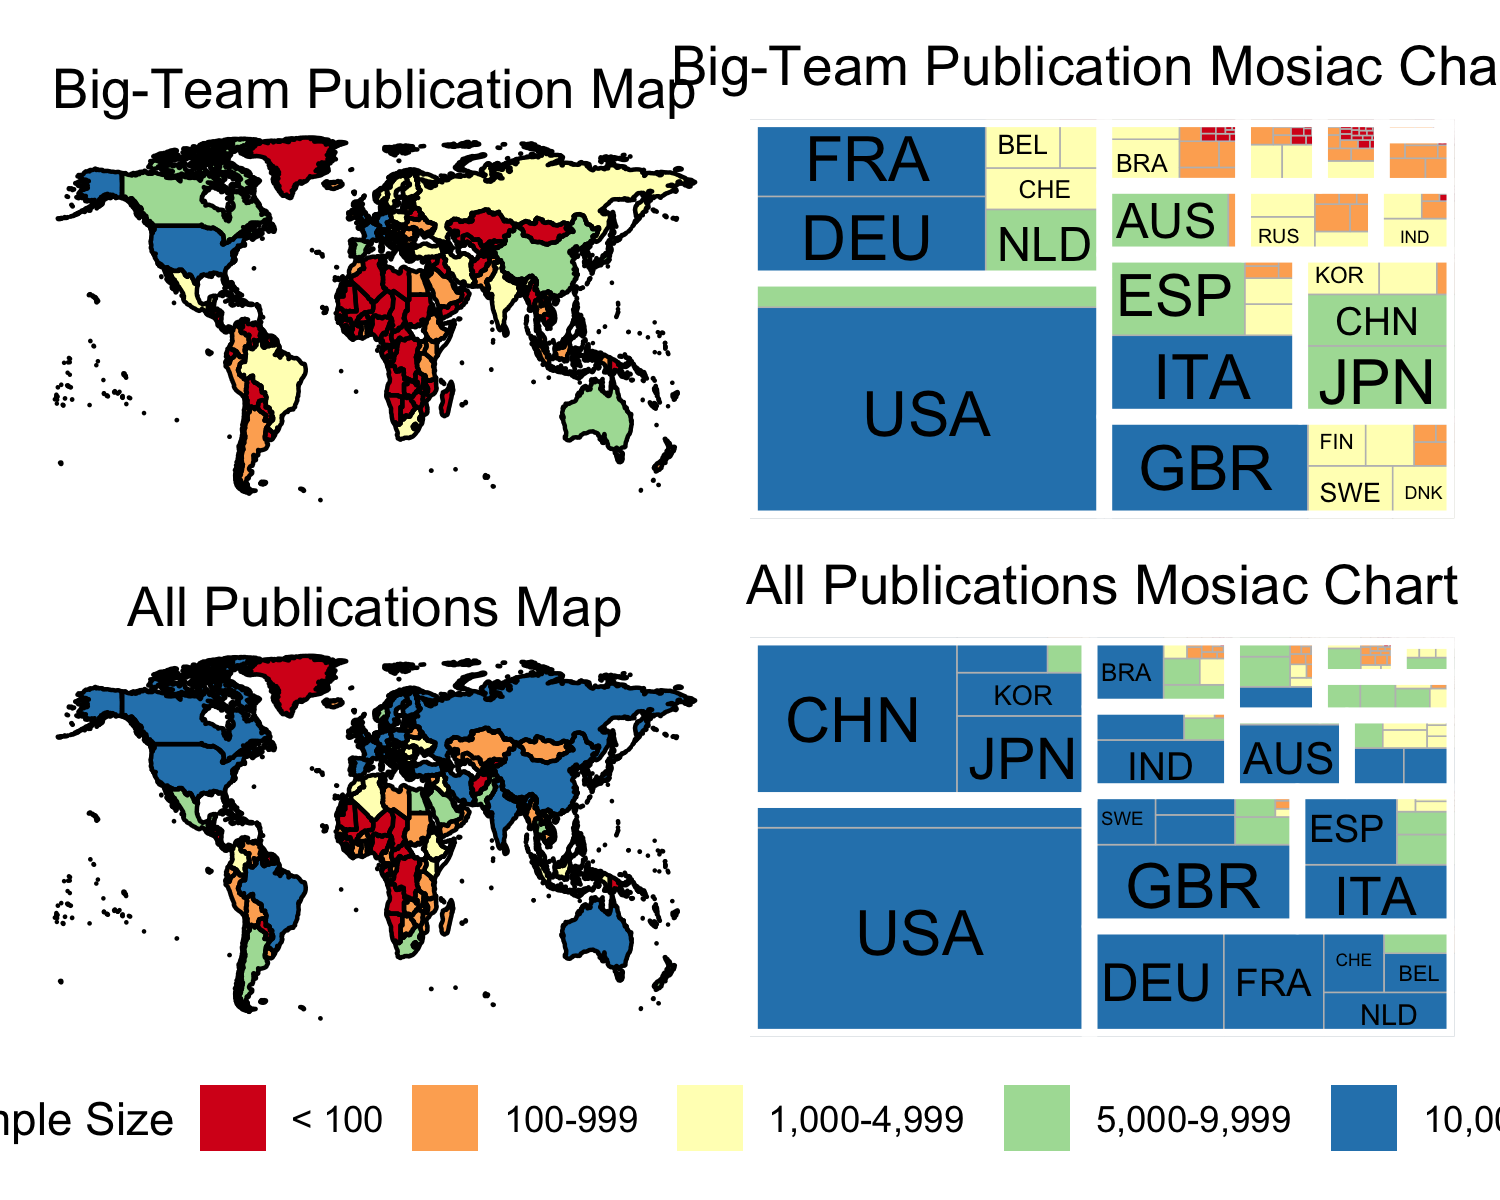 Big-Team Publication Map
Big-Team Publication Mosiac Cha
FRA
DEU
BEL
CHE
NLD
USA
BRA
AUS
RUS
IND
ESP
ITA
KOR
CHN
JPN
GBR
FIN
SWE
DNK
All Publications Map
All Publications Mosiac Chart
CHN
KOR
JPN
USA
BRA
IND
AUS
SWE
GBR
ESP
ITA
DEU
FRA
CHE
BEL
NLD
mple Size
< 100
100-999
1,000-4,999
5,000-9,999
10,00